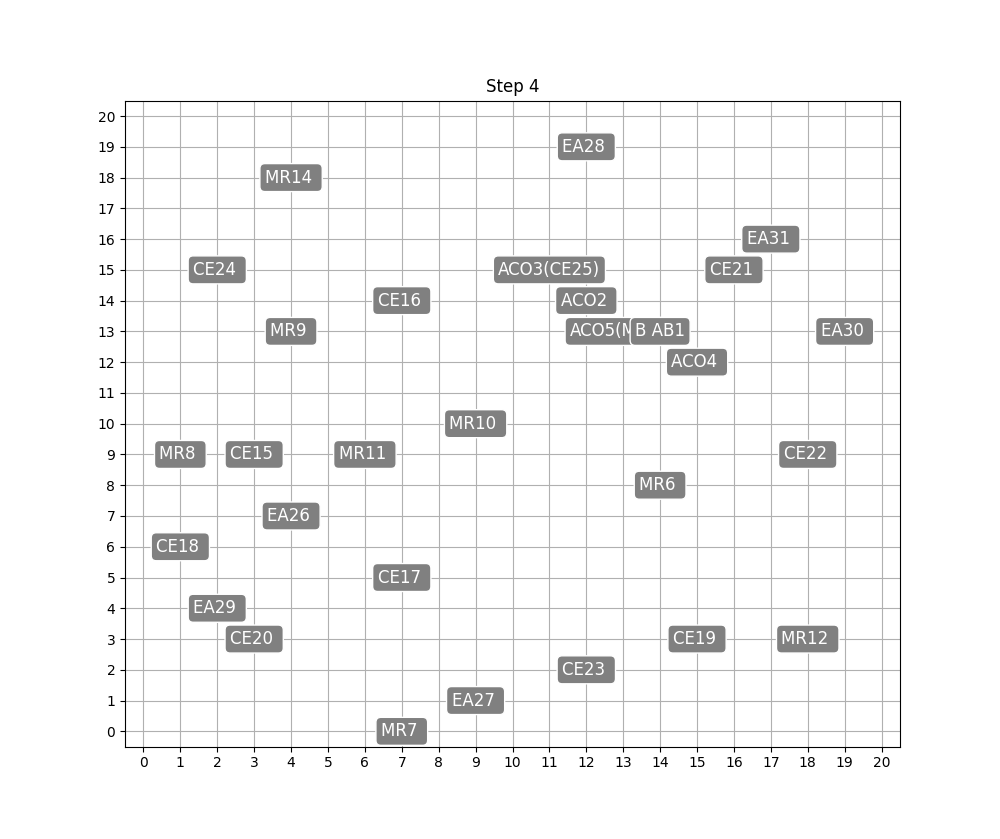 Step 4
20
19
EA28
18
MR14
17
16
EA31
15
CE24
ACO3(CE25)
CE21
14
CE16
ACO2
13
MR9
ACO5(M
B AB1
EA30
12
ACO4
11
10
MR10
9
MR8
CE15
MR11
CE22
8
MR6
7
EA26
6
CE18
5
CE17
4
EA29
3
CE20
CE19
MR12
2
CE23
1
EA27
0
MR7
0 1 2 3 4 5 6 7 8 9 10 11 12 13 14 15 16 17 18 19 20